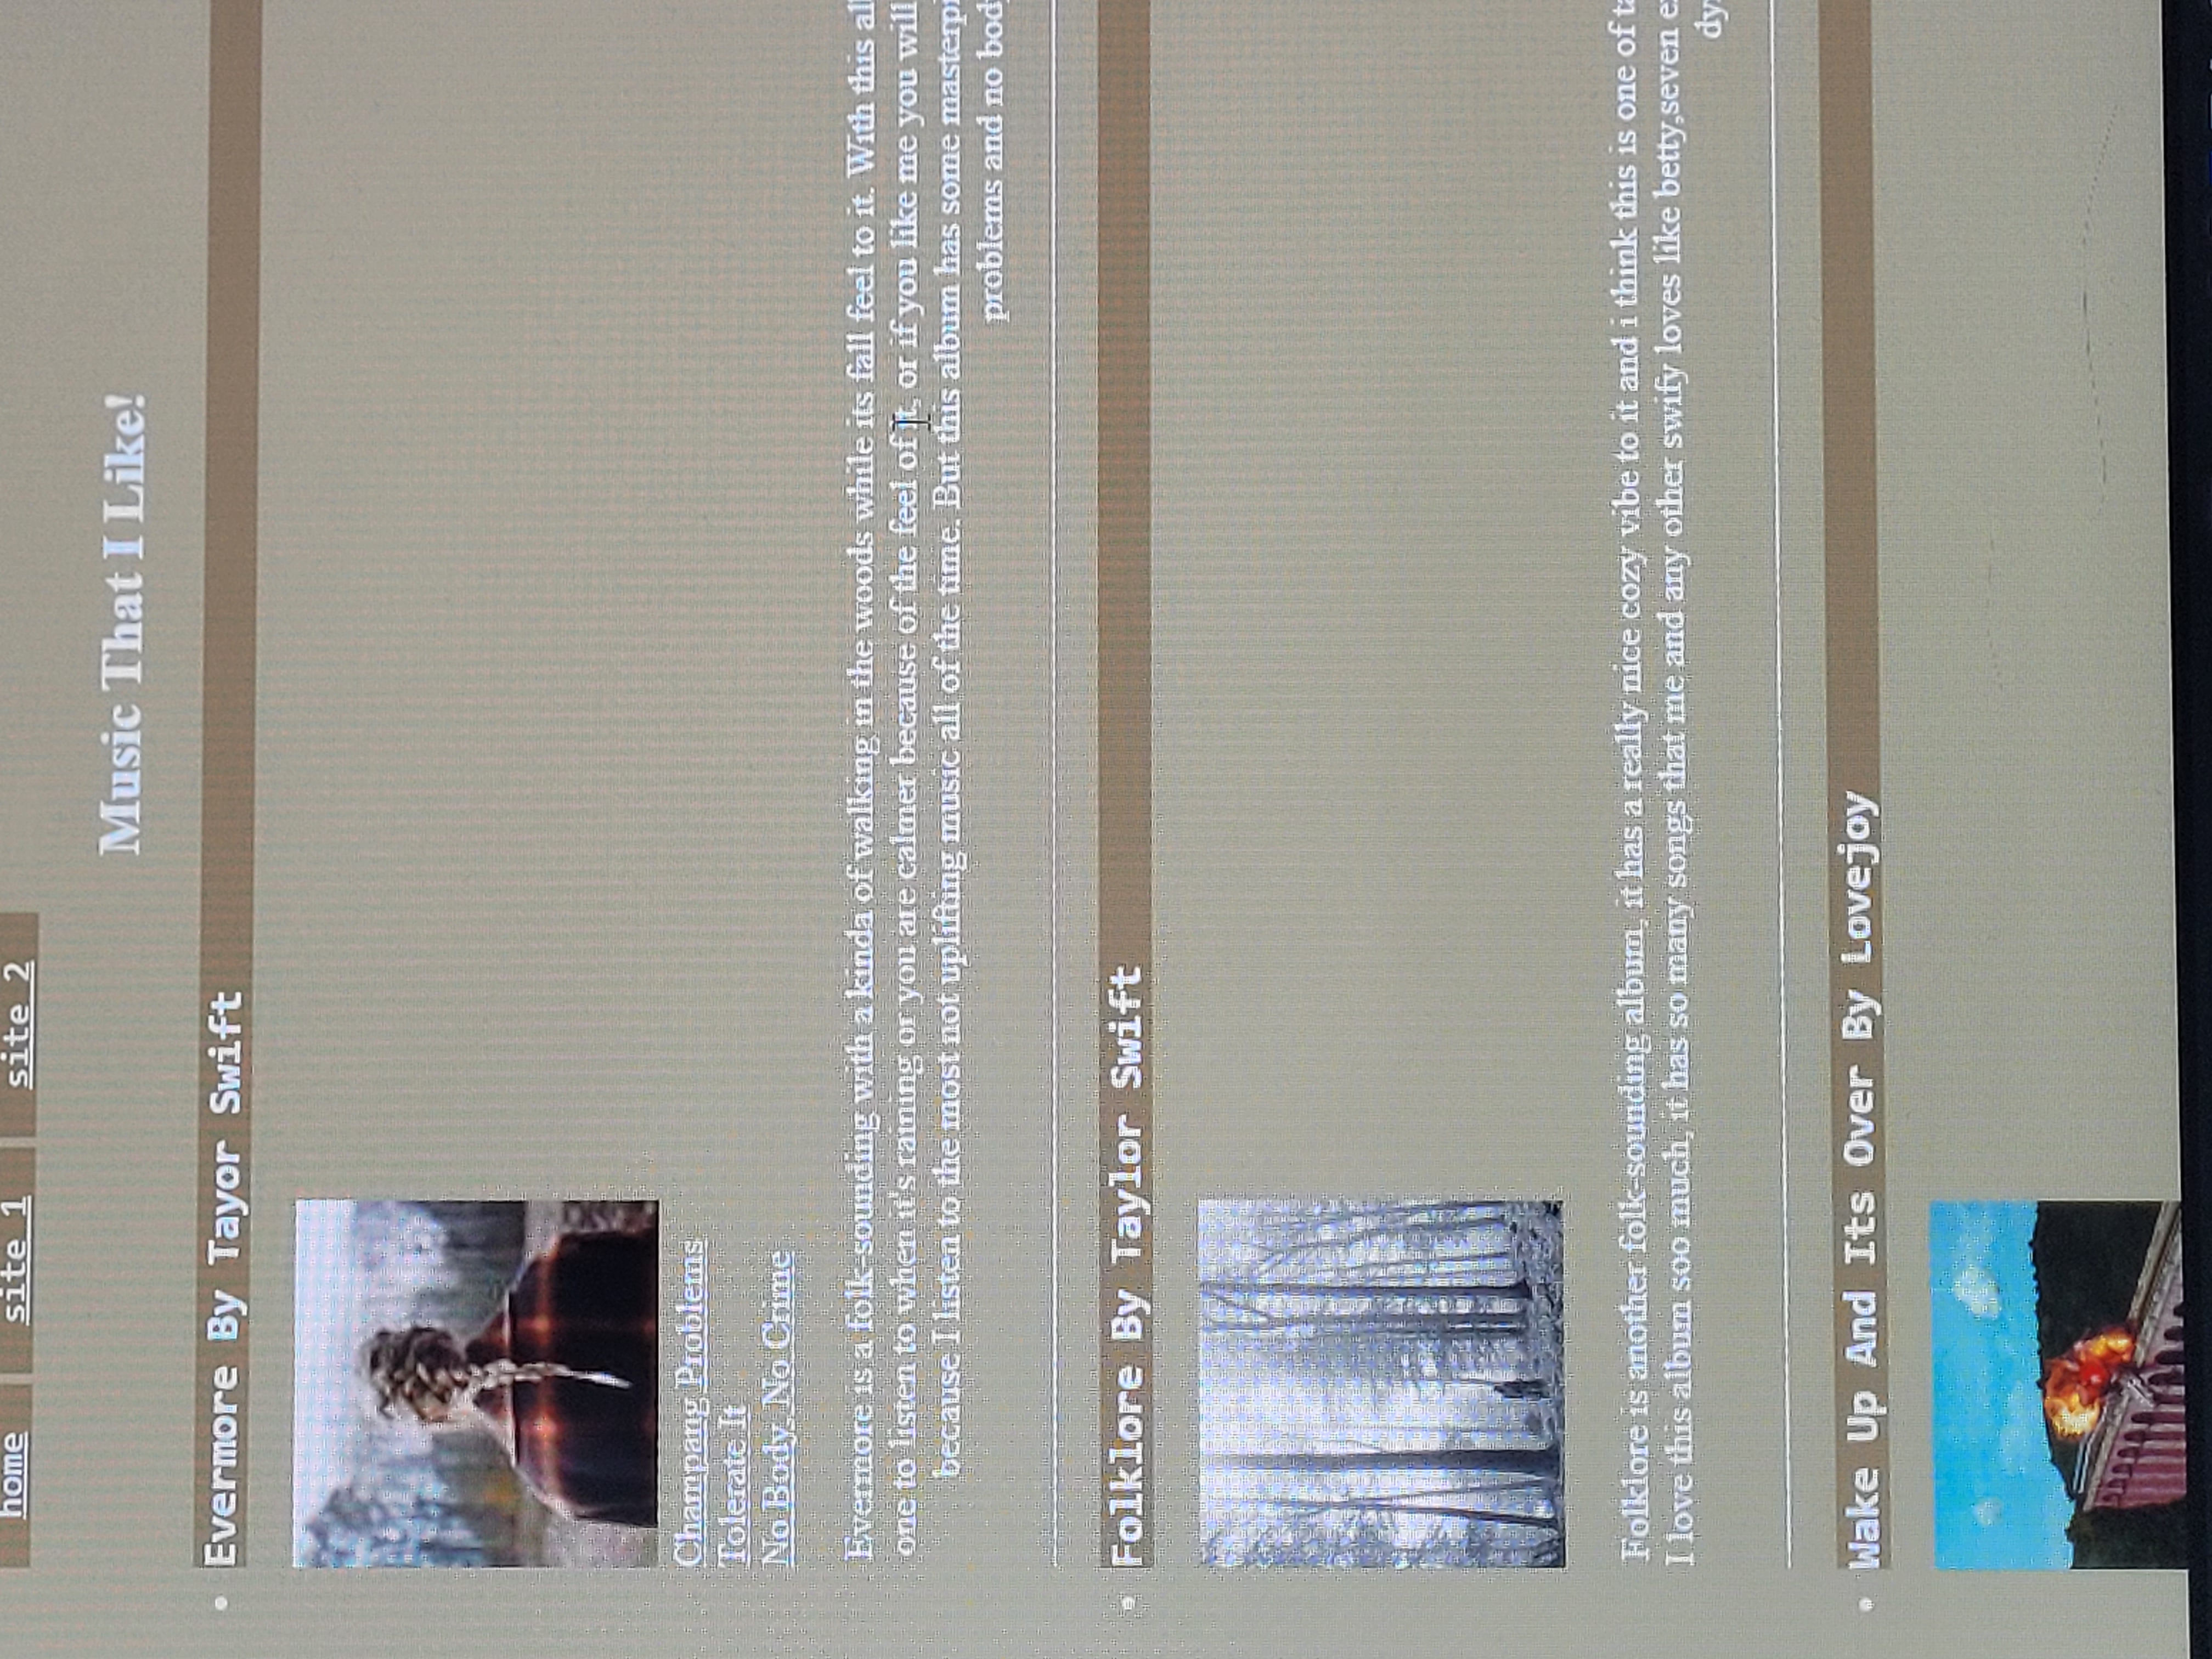 home site 1 site 2
Music That I Like!
Evermore By Tayor Swift
Champang Problems
Tolerate It
No Body, No Crime
Evermore is a folk-sounding with a kinda of walking in the woods while its fall feel to it. With this al
one to listen to when it's raining or you are calmer because of the feel of it, or if you like me you will
because I listen to the most not uplifting music all of the time. But this album has some masterpi
problems and no body
Folklore By Taylor Swift
Folklore is another folk-sounding album, it has a really nice cozy vibe to it and i think this is one of ta
I love this album soo much, it has so many songs that me and any other swify loves like betty,seven e
dy
Wake Up And Its Over By Lovejoy